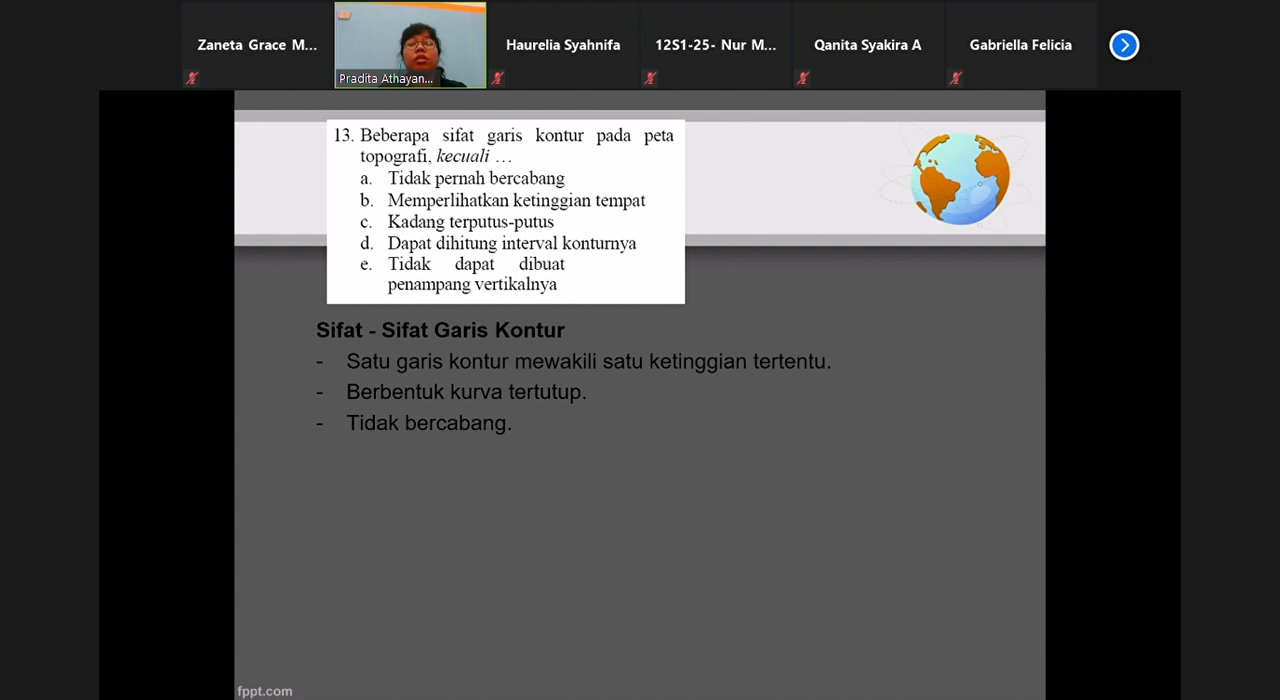 Zaneta Grace M...
Pradita Athayan...
Haurelia Syahnifa
12S1-25- Nur M...
Qanita Syakira A
Gabriella Felicia
13. Beberapa sifat garis kontur pada peta
topografi, kecuali …
a. Tidak pernah bercabang
b. Memperlihatkan ketinggian tempat
c. Kadang terputus-putus
d. Dapat dihitung interval konturnya
e. Tidak dapat dibuat
penampang vertikalnya
Sifat - Sifat Garis Kontur
- Satu garis kontur mewakili satu ketinggian tertentu.
- Berbentuk kurva tertutup.
- Tidak bercabang.
fppt.com